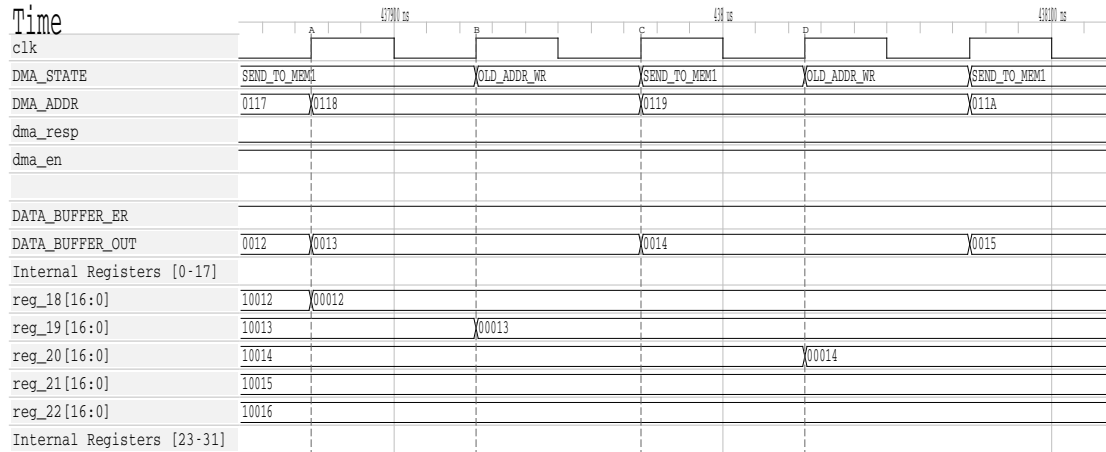 Time 437900 ns 438 us 438100 ns
A B C D
clk
DMA_STATE SEND_TO_MEM1 OLD_ADDR_WR SEND_TO_MEM1 OLD_ADDR_WR SEND_TO_MEM1
DMA_ADDR 0117 0118 0119 011A
dma_resp
dma_en
DATA_BUFFER_ER
DATA_BUFFER_OUT 0012 0013 0014 0015
Internal Registers [0-17]
reg_18[16:0] 10012 00012
reg_19[16:0] 10013 00013
reg_20[16:0] 10014 00014
reg_21[16:0] 10015
reg_22[16:0] 10016
Internal Registers [23-31]